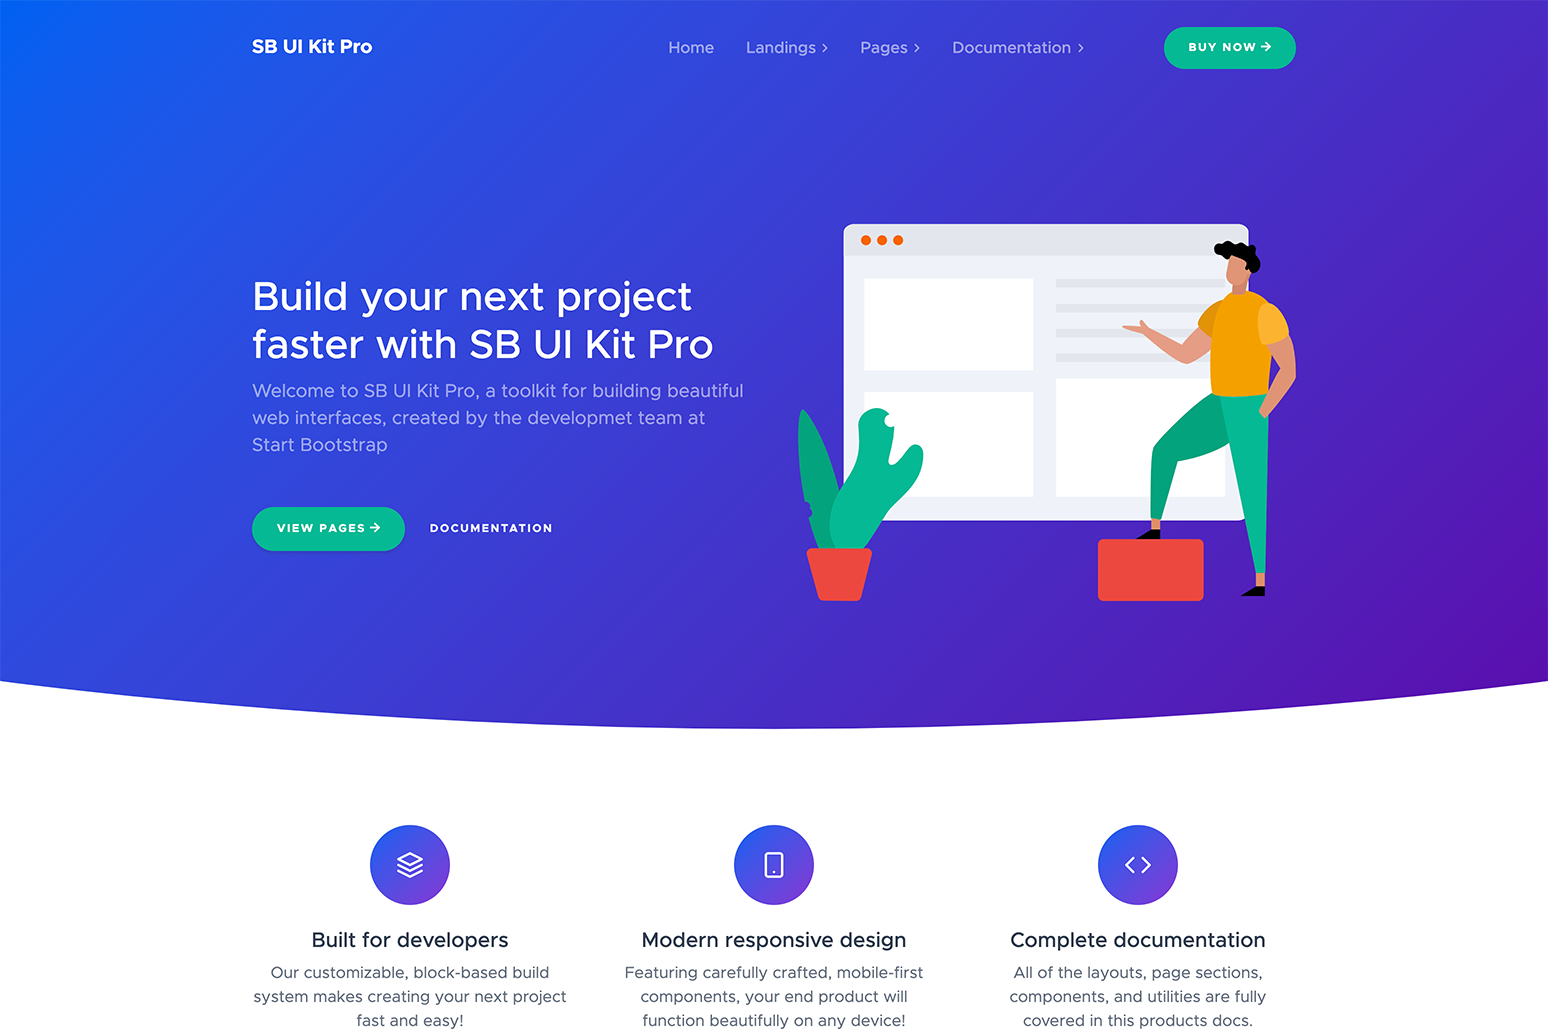 SB UI Kit Pro
Home Landings Pages Documentation
BUY NOW
Build your next project
faster with SB UI Kit Pro
Welcome to SB UI Kit Pro, a toolkit for building beautiful
web interfaces, created by the developmet team at
Start Bootstrap
VIEW PAGES
DOCUMENTATION
Built for developers
Our customizable, block-based build
system makes creating your next project
fast and easy!
Modern responsive design
Featuring carefully crafted, mobile-first
components, your end product will
function beautifully on any device!
Complete documentation
All of the layouts, page sections,
components, and utilities are fully
covered in this products docs.